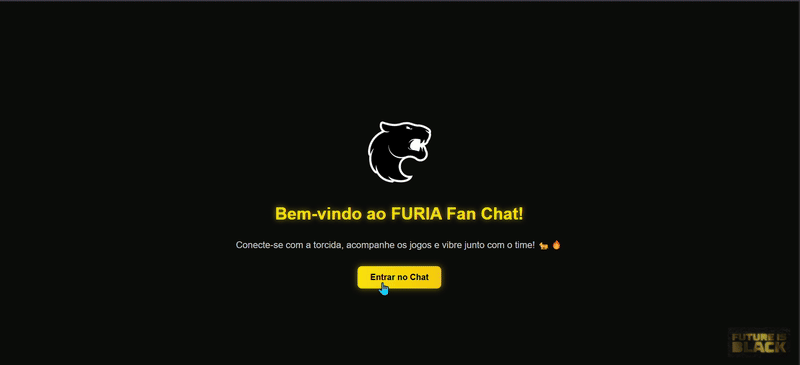 Bem-vindo ao FURIA Fan Chat!
Conecte-se com a torcida, acompanhe os jogos e vibre junto com o time! 🐆 🔥
Entrar no Chat
FUTURE IS
BLACK